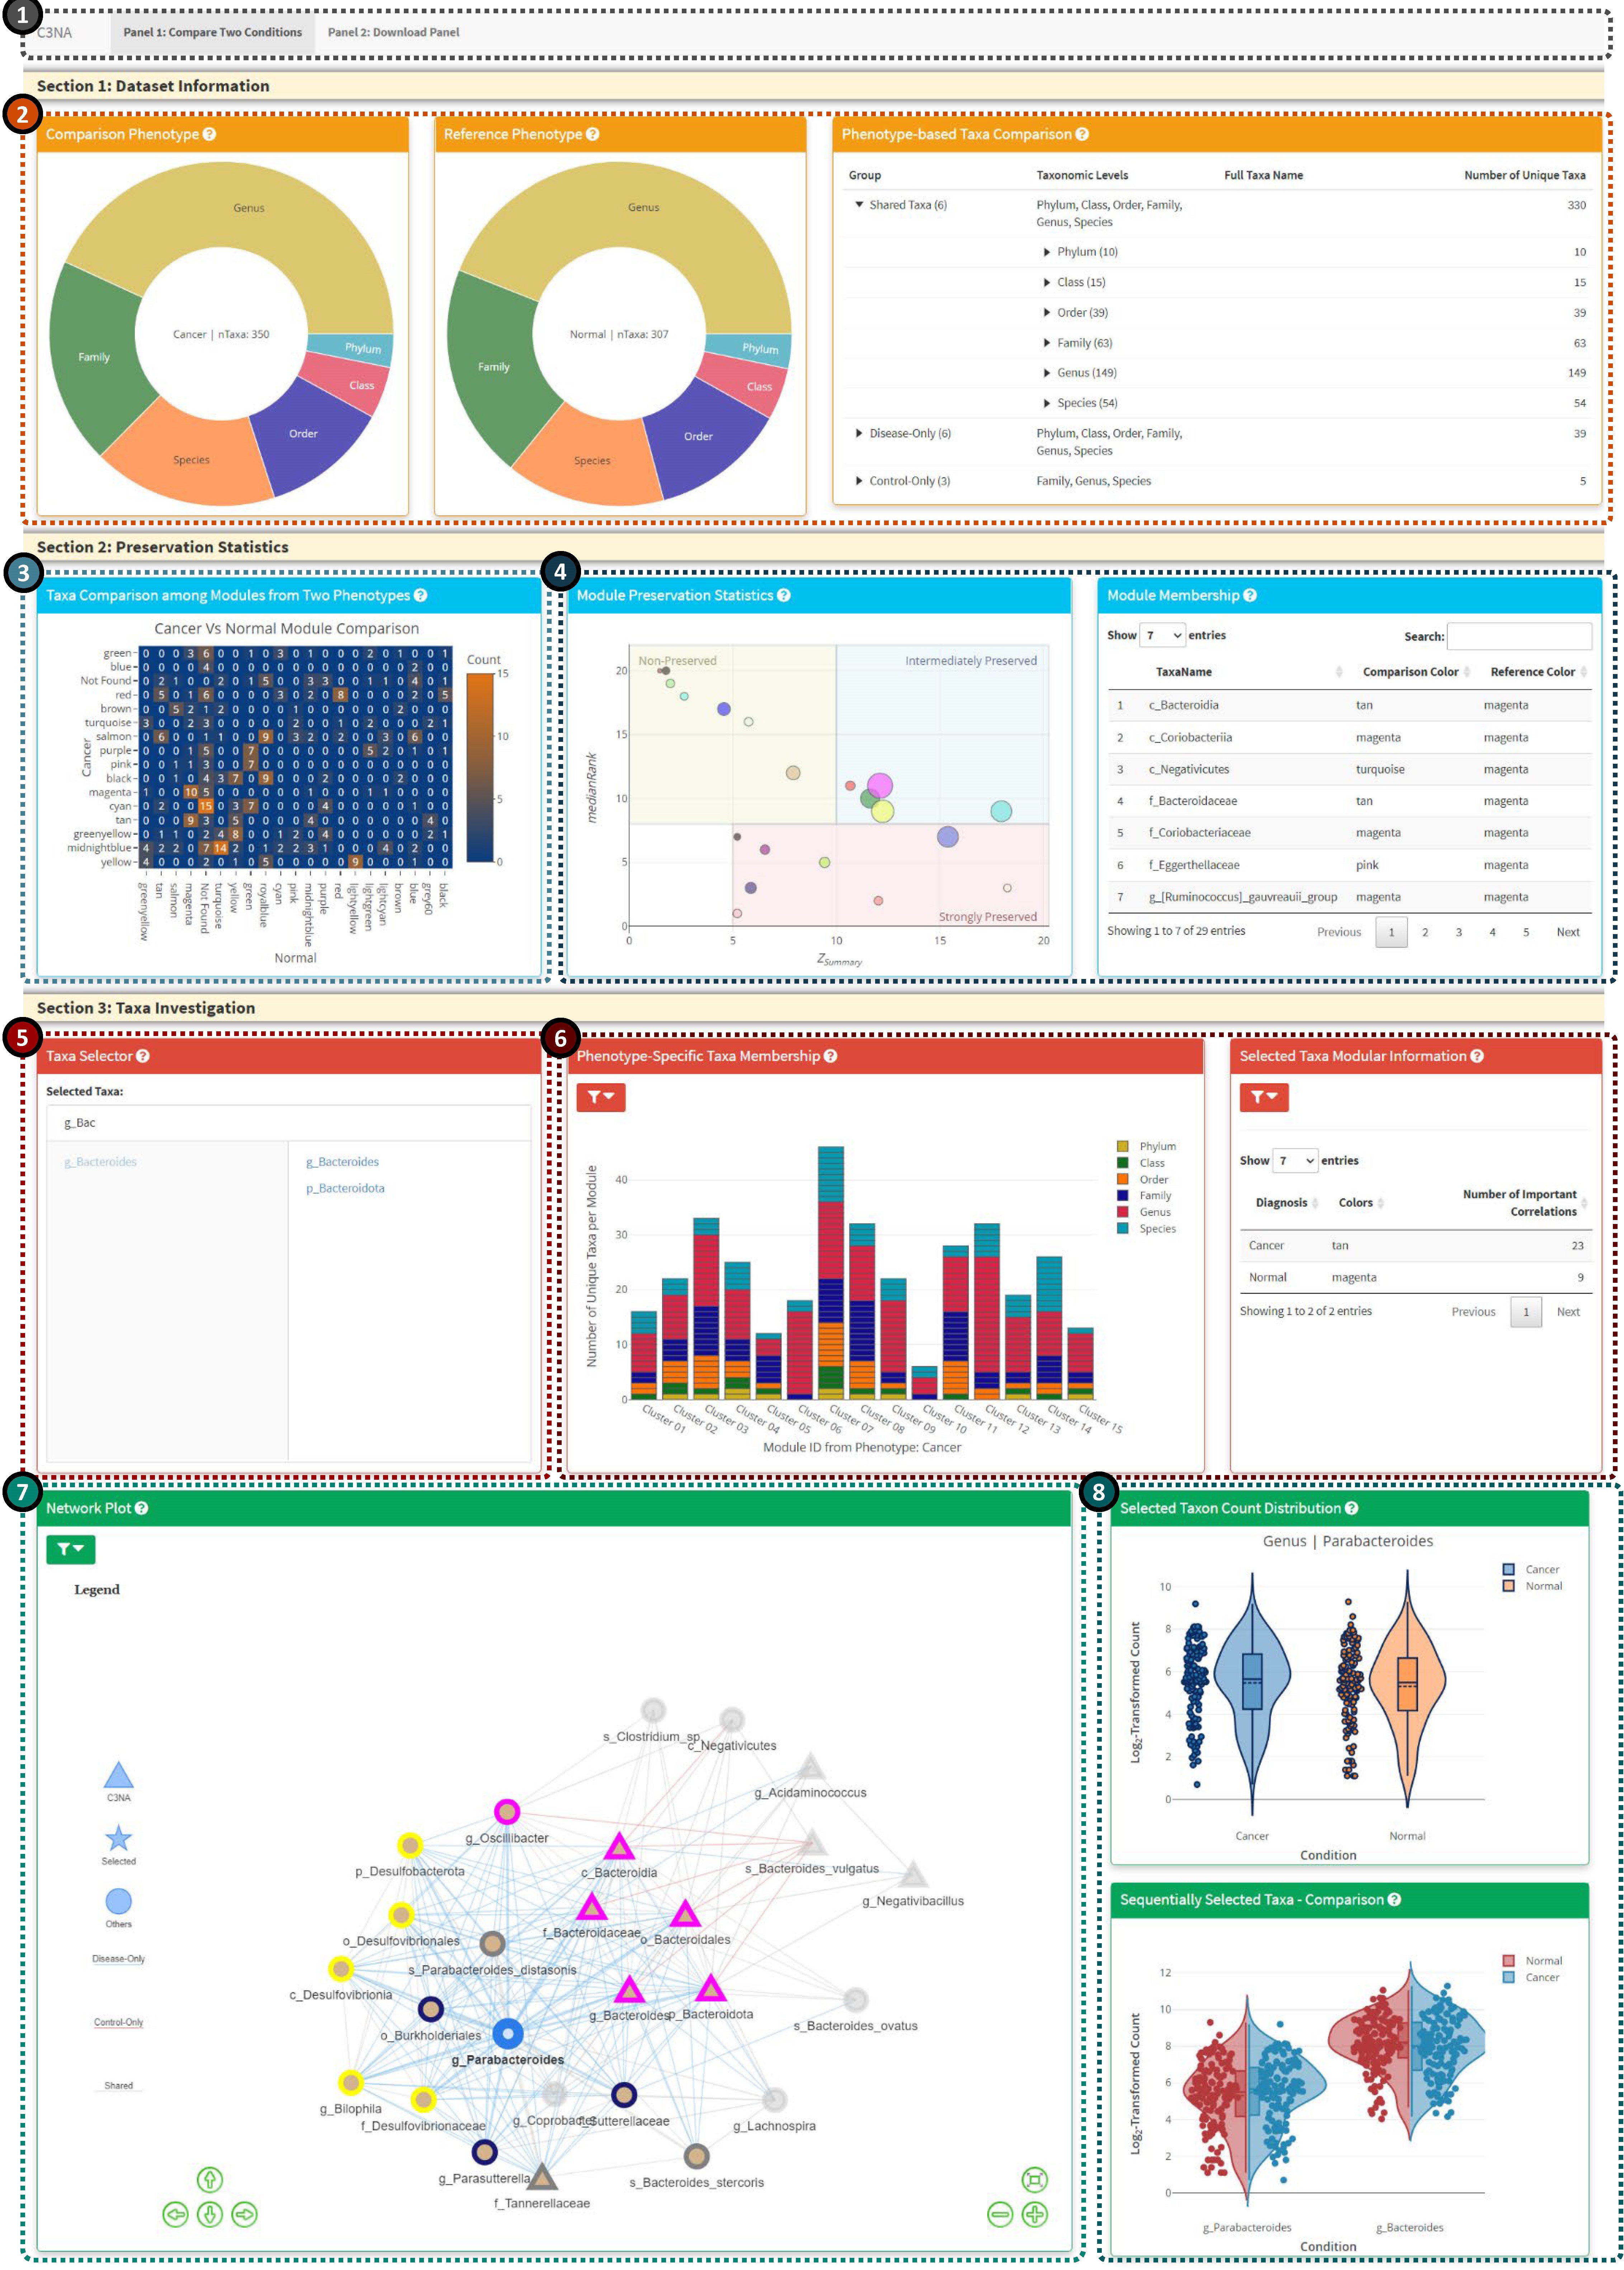 1
C3NA Panel 1: Compare Two Conditions Panel 2: Download Panel
Section 1: Dataset Information
2
Comparison Phenotype ?
Genus
Family
Species
Order
Class
Phylum
Cancer | nTaxa: 350
Reference Phenotype ?
Genus
Family
Species
Order
Class
Phylum
Normal | nTaxa: 307
Phenotype-based Taxa Comparison ?
Group Taxonomic Levels Full Taxa Name Number of Unique Taxa
Shared Taxa (6) Phylum, Class, Order, Family, Genus, Species 330
Phylum (10) 10
Class (15) 15
Order (39) 39
Family (63) 63
Genus (149) 149
Species (54) 54
Disease-Only (6) Phylum, Class, Order, Family, Genus, Species 39
Control-Only (3) Family, Genus, Species 5
Section 2: Preservation Statistics
3
Taxa Comparison among Modules from Two Phenotypes ?
Cancer Vs Normal Module Comparison
Cancer
green
blue
Not Found
red
brown
turquoise
salmon
purple
pink
black
magenta
cyan
tan
greenyellow
midnightblue
yellow
greenyellow
tan
salmon
magenta
Not Found
turquoise
yellow
green
royalblue
cyan
pink
midnightblue
purple
red
lightyellow
lightgreen
lightcyan
brown
blue
grey60
black
Normal
Count
15
10
5
0
4
Module Preservation Statistics ?
Non-Preserved
Intermediately Preserved
Strongly Preserved
medianRank
20
15
10
5
0
0 5 10 15 20
ZSummary
Module Membership ?
Show 7 entries Search:
TaxaName Comparison Color Reference Color
1 c_Bacteroidia tan magenta
2 c_Coriobacteriia magenta magenta
3 c_Negativicutes turquoise magenta
4 f_Bacteroidaceae tan magenta
5 f_Coriobacteriaceae magenta magenta
6 f_Eggerthellaceae pink magenta
7 g_[Ruminococcus]_gauvreauii_group magenta magenta
Showing 1 to 7 of 29 entries Previous 1 2 3 4 5 Next
Section 3: Taxa Investigation
5
Taxa Selector ?
Selected Taxa:
g_Bac
g_Bacteroides
g_Bacteroides
p_Bacteroidota
6
Phenotype-Specific Taxa Membership ?
Number of Unique Taxa per Module
40
30
20
10
0
Cluster 01
Cluster 02
Cluster 03
Cluster 04
Cluster 05
Cluster 06
Cluster 07
Cluster 08
Cluster 09
Cluster 10
Cluster 11
Cluster 12
Cluster 13
Cluster 14
Cluster 15
Module ID from Phenotype: Cancer
Phylum
Class
Order
Family
Genus
Species
Selected Taxa Modular Information ?
Show 7 entries
Diagnosis Colors Number of Important Correlations
Cancer tan 23
Normal magenta 9
Showing 1 to 2 of 2 entries Previous 1 Next
7
Network Plot ?
Legend
C3NA
Selected
Others
Disease-Only
Control-Only
Shared
s_Clostridium_sp
c_Negativicutes
g_Acidaminococcus
g_Oscillibacter
p_Desulfobacterota
c_Bacteroidia
s_Bacteroides_vulgatus
g_Negativibacillus
f_Bacteroidaceae
o_Bacteroidales
o_Desulfovibrionales
s_Parabacteroides_distasonis
c_Desulfovibrionia
g_Bacteroides
p_Bacteroidota
s_Bacteroides_ovatus
o_Burkholderiales
g_Parabacteroides
g_Bilophila
f_Desulfovibrionaceae
f_Sutterellaceae
g_Lachnospira
g_Parasutterella
s_Bacteroides_stercoris
f_Tannerellaceae
8
Selected Taxon Count Distribution ?
Genus | Parabacteroides
Log2-Transformed Count
10
8
6
4
2
0
Cancer Normal
Condition
Cancer
Normal
Sequentially Selected Taxa - Comparison ?
Log2-Transformed Count
12
10
8
6
4
2
0
g_Parabacteroides g_Bacteroides
Condition
Normal
Cancer